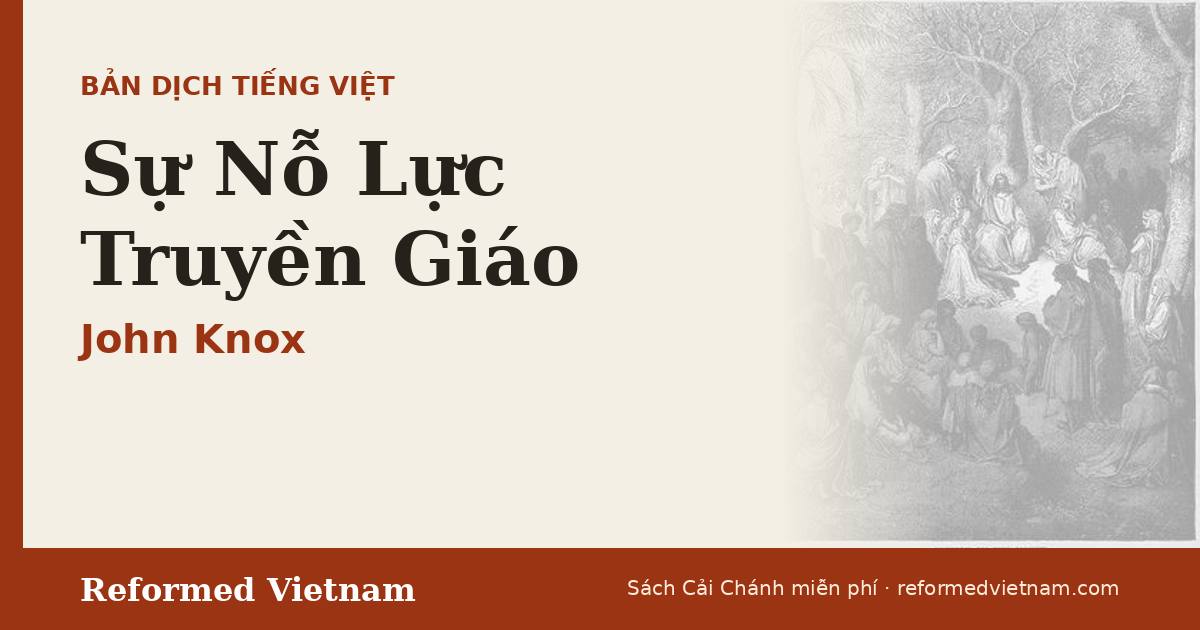 BẢN DỊCH TIẾNG VIỆT
Sự Nỗ Lực
Truyền Giáo
John Knox
Reformed Vietnam
Sách Cải Chánh miễn phí · reformedvietnam.com